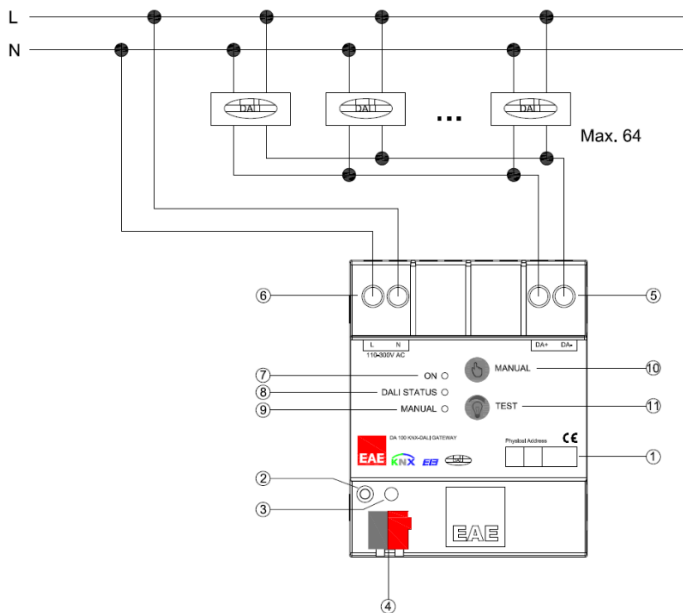 L
N
DALI DALI ... DALI
Max. 64
6 5
L N DA+ DA-
110-300V AC
7 ON MANUAL 10
8 DALI STATUS
9 MANUAL TEST 11
DA 100 KNX-DALI GATEWAY Physical Address CE
EAE KNX EIB DALI 1
2
3
EAE
4